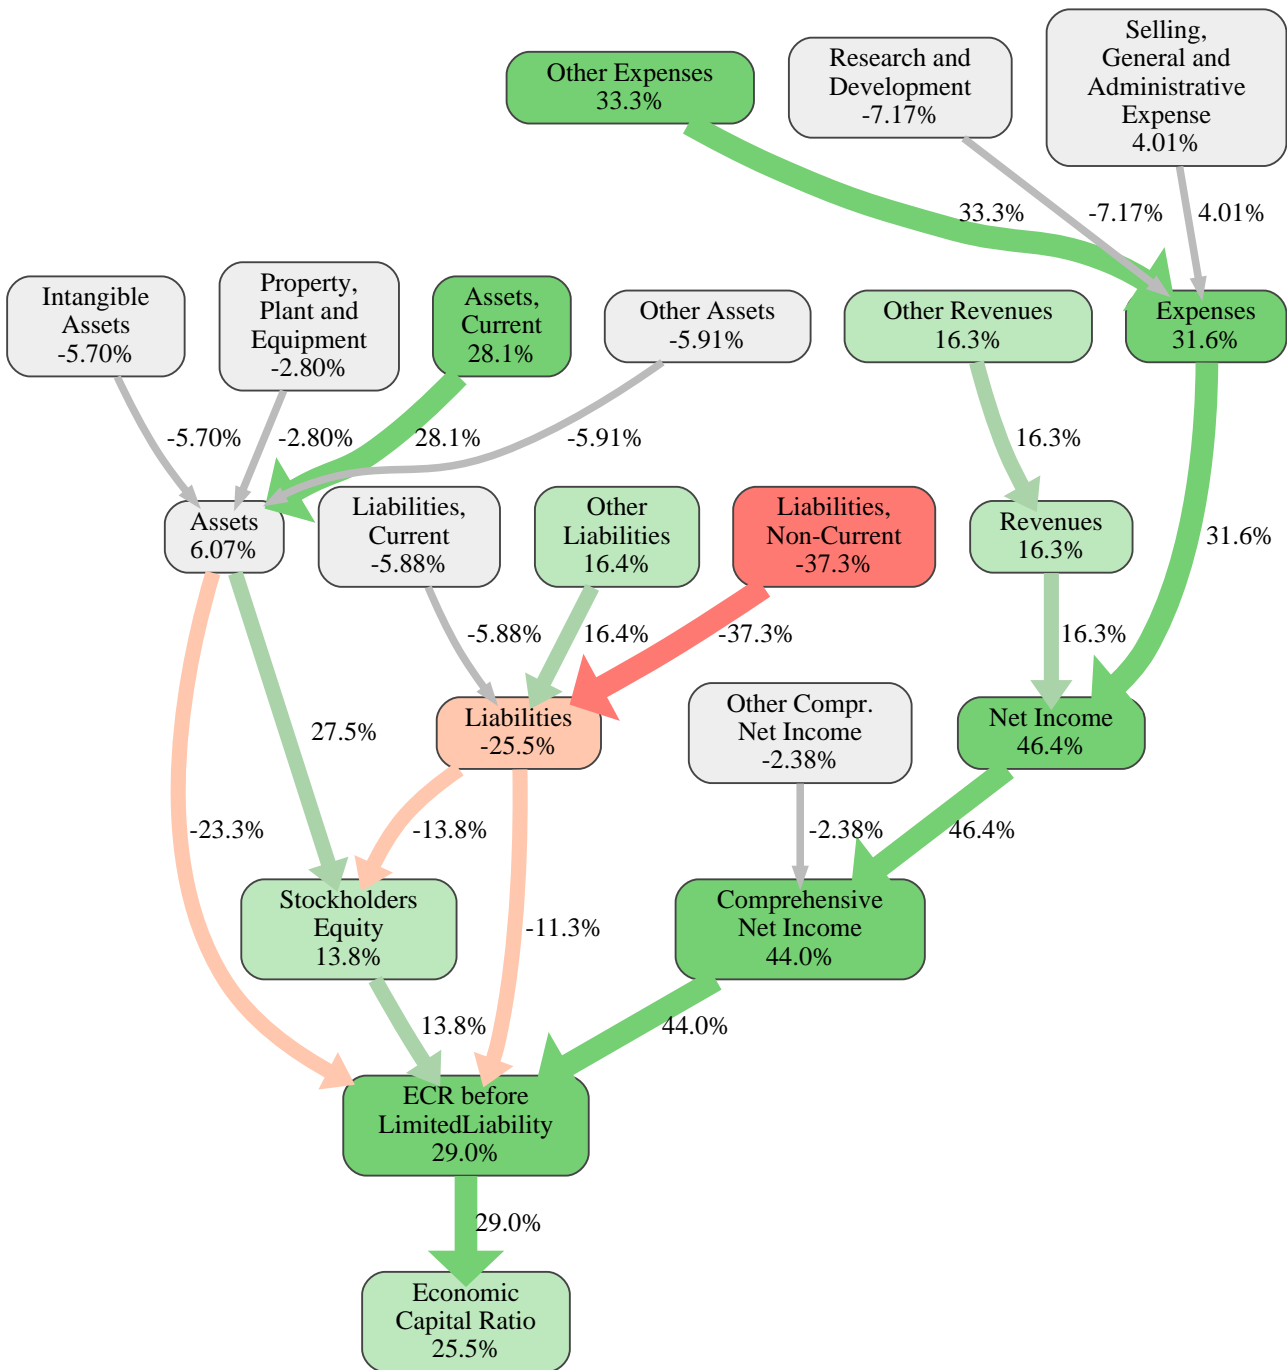 Other Expenses
33.3%
Research and
Development
-7.17%
Selling,
General and
Administrative
Expense
4.01%
33.3%
-7.17%
4.01%
Intangible
Assets
-5.70%
Property,
Plant and
Equipment
-2.80%
Assets,
Current
28.1%
Other Assets
-5.91%
Other Revenues
16.3%
Expenses
31.6%
-5.70%
-2.80%
28.1%
-5.91%
16.3%
31.6%
Assets
6.07%
Liabilities,
Current
-5.88%
Other
Liabilities
16.4%
Liabilities,
Non-Current
-37.3%
Revenues
16.3%
-5.88%
16.4%
-37.3%
16.3%
27.5%
Liabilities
-25.5%
Other Compr.
Net Income
-2.38%
Net Income
46.4%
-23.3%
-13.8%
-2.38%
46.4%
Stockholders
Equity
13.8%
-11.3%
Comprehensive
Net Income
44.0%
13.8%
44.0%
ECR before
LimitedLiability
29.0%
29.0%
Economic
Capital Ratio
25.5%